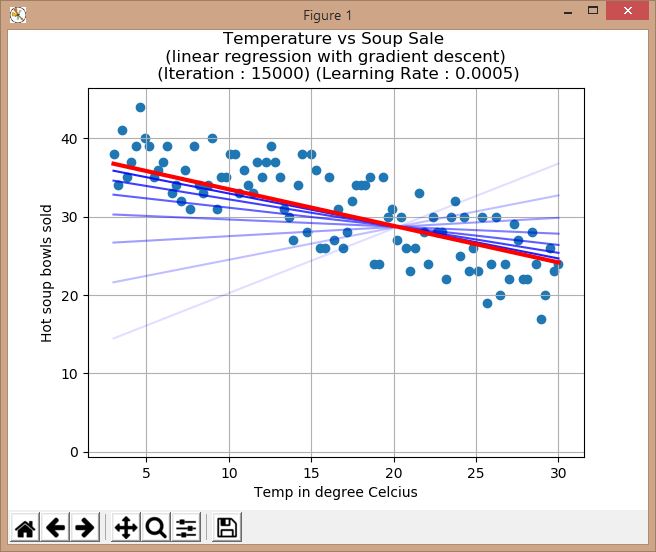 Figure 1
Temperature vs Soup Sale
(linear regression with gradient descent)
(Iteration : 15000) (Learning Rate : 0.0005)
40
30
20
10
0
Hot soup bowls sold
5 10 15 20 25 30
Temp in degree Celcius